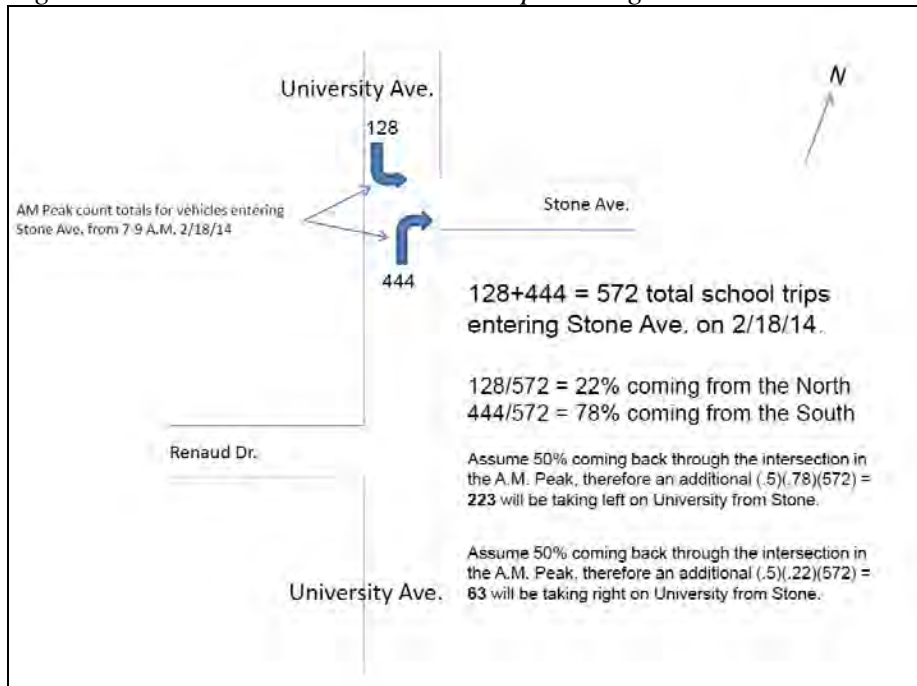 University Ave.
128
N
AM Peak count totals for vehicles entering
Stone Ave. from 7-9 A.M. 2/18/14
Stone Ave.
444
128+444 = 572 total school trips
entering Stone Ave. on 2/18/14.
128/572 = 22% coming from the North
444/572 = 78% coming from the South
Renaud Dr.
Assume 50% coming back through the intersection in
the A.M. Peak, therefore an additional (.5)(.78)(572) =
223 will be taking left on University from Stone.
Assume 50% coming back through the intersection in
the A.M. Peak, therefore an additional (.5)(.22)(572) =
63 will be taking right on University from Stone.
University Ave.